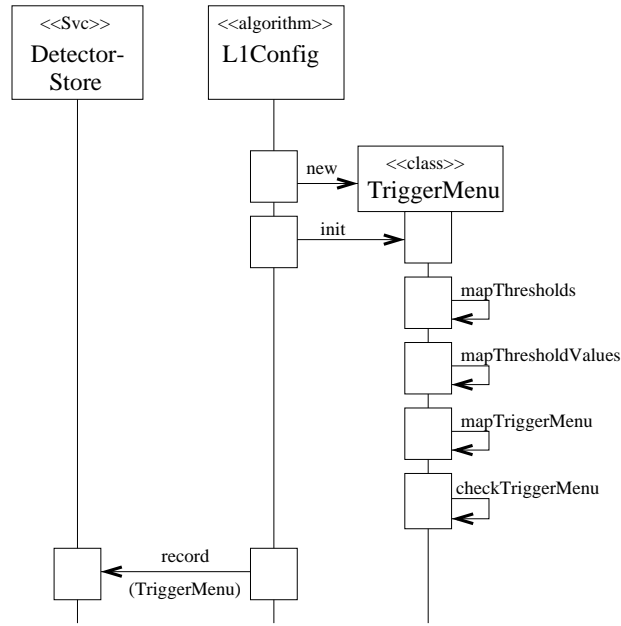 <<Svc>>
Detector-
Store
<<algorithm>>
L1Config
new
<<class>>
TriggerMenu
init
mapThresholds
mapThresholdValues
mapTriggerMenu
checkTriggerMenu
record
(TriggerMenu)